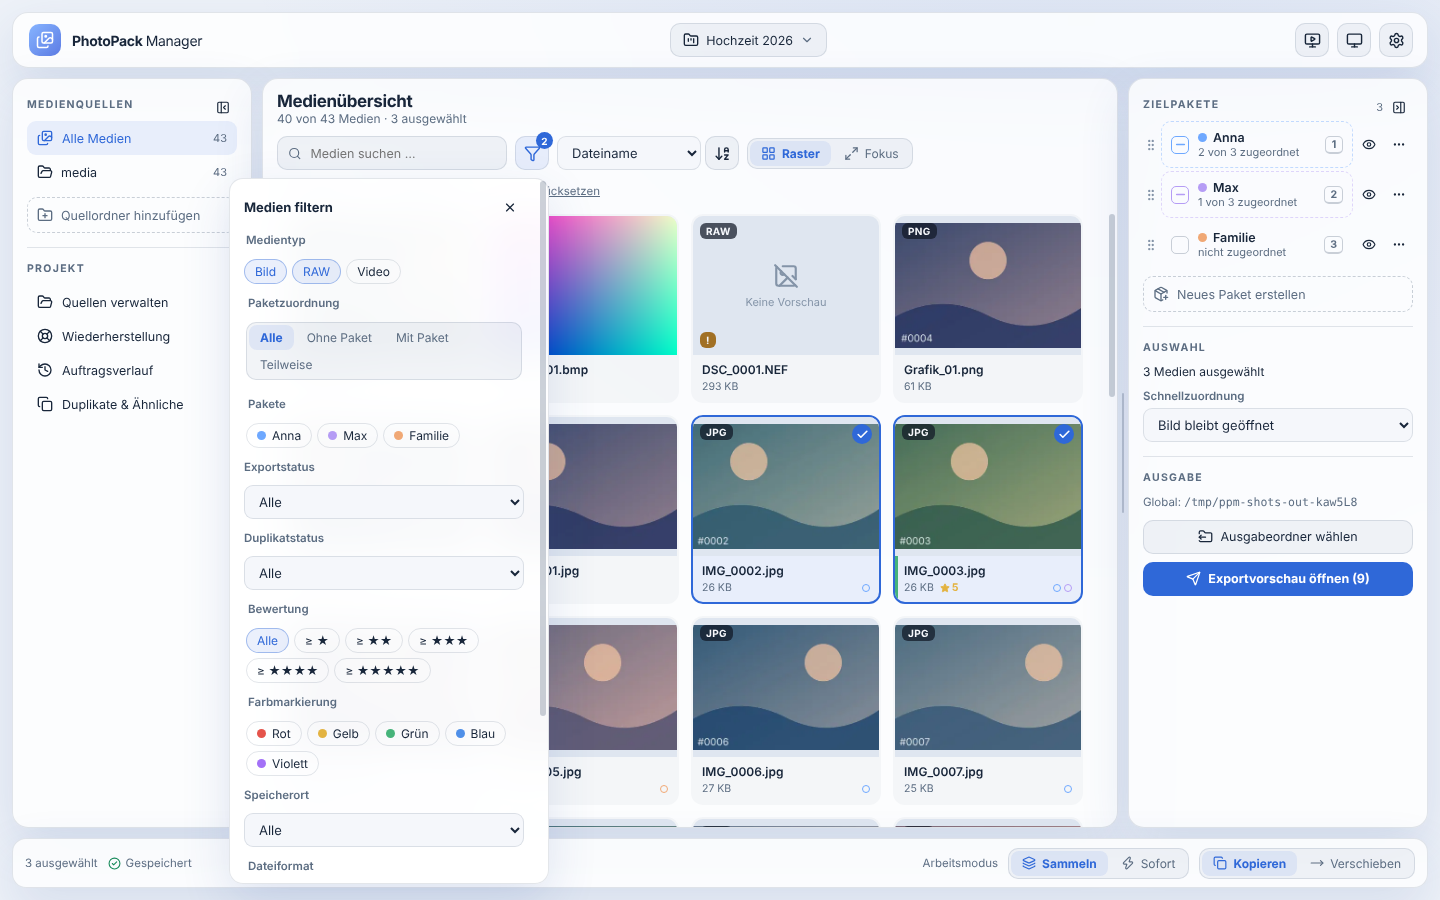 PhotoPack Manager
Hochzeit 2026
MEDIENQUELLEN
Alle Medien 43
media 43
Quellordner hinzufügen
PROJEKT
Quellen verwalten
Wiederherstellung
Auftragsverlauf
Duplikate & Ähnliche
Medienübersicht
40 von 43 Medien · 3 ausgewählt
Medien suchen ...
2
Dateiname
Raster
Fokus
cksetzen
Medien filtern
Medientyp
Bild RAW Video
Paketzuordnung
Alle Ohne Paket Mit Paket
Teilweise
Pakete
Anna Max Familie
Exportstatus
Alle
Duplikatstatus
Alle
Bewertung
Alle ≥ ★ ≥ ★★ ≥ ★★★
≥ ★★★★ ≥ ★★★★★
Farbmarkierung
Rot Gelb Grün Blau
Violett
Speicherort
Alle
Dateiformat
01.bmp
RAW
Keine Vorschau
!
DSC_0001.NEF
293 KB
PNG
#0004
Grafik_01.png
61 KB
01.jpg
JPG
#0002
IMG_0002.jpg
26 KB
JPG
#0003
IMG_0003.jpg
26 KB ★ 5
05.jpg
JPG
#0006
IMG_0006.jpg
27 KB
JPG
#0007
IMG_0007.jpg
25 KB
ZIELPAKETE 3
Anna
2 von 3 zugeordnet
1
Max
1 von 3 zugeordnet
2
Familie
nicht zugeordnet
3
Neues Paket erstellen
AUSWAHL
3 Medien ausgewählt
Schnellzuordnung
Bild bleibt geöffnet
AUSGABE
Global: /tmp/ppm-shots-out-kaw5L8
Ausgabeordner wählen
Exportvorschau öffnen (9)
3 ausgewählt Gespeichert
Arbeitsmodus Sammeln Sofort Kopieren Verschieben